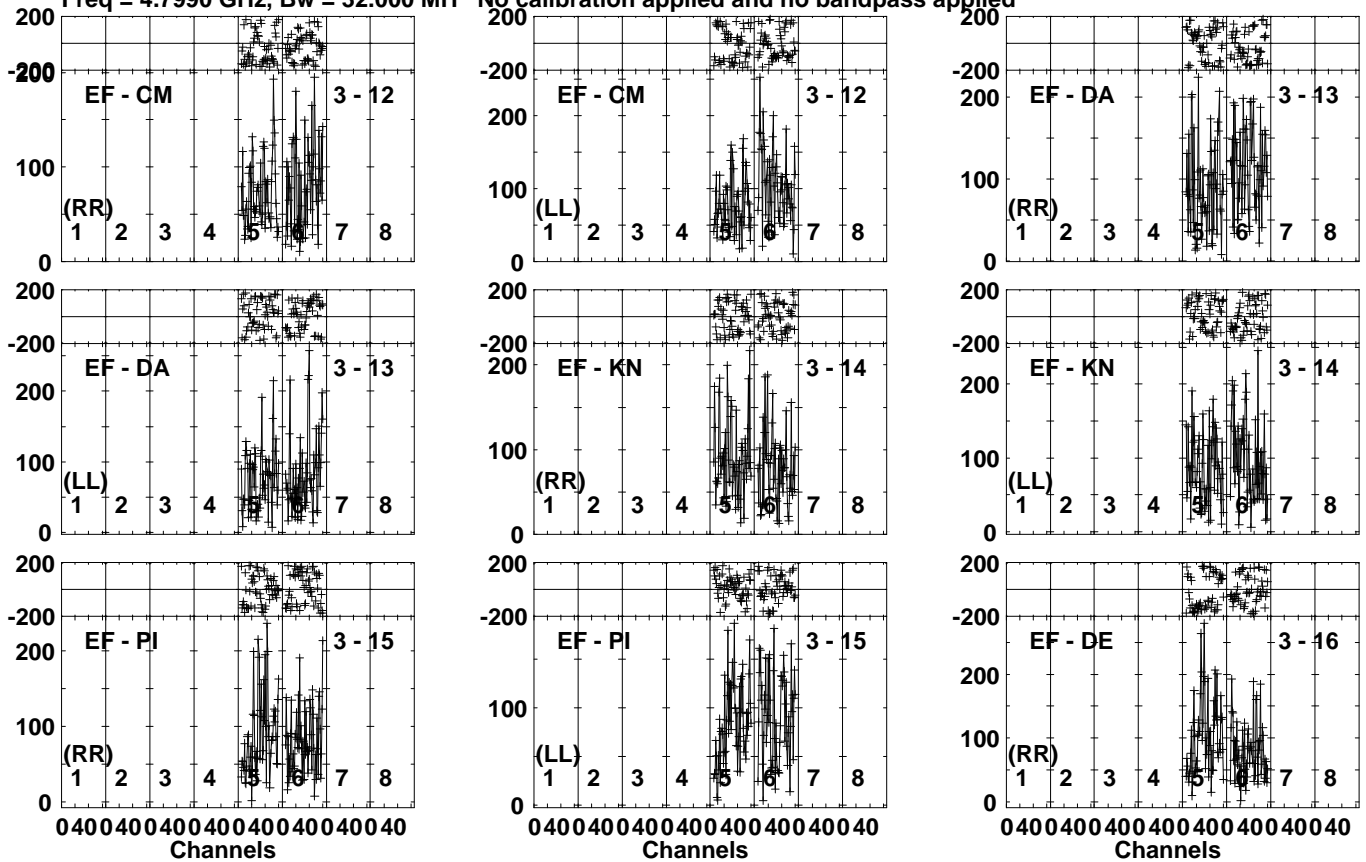 Freq = 4.7990 GHz, Bw = 32.000 MH No calibration applied and no bandpass applied
200 200 200
-200 -200 -200
200
EF - CM 3 - 12 EF - CM 3 - 12 EF - DA 3 - 13
200 200
100 100 100
(RR) (LL) (RR)
1 2 3 4 5 6 7 8 1 2 3 4 5 6 7 8 1 2 3 4 5 6 7 8
0 0 0
200 200 200
-200 -200 -200
EF - DA 3 - 13 EF - KN 3 - 14 EF - KN 3 - 14
200 200 200
100 100 100
(LL) (RR) (LL)
1 2 3 4 5 6 7 8 1 2 3 4 5 6 7 8 1 2 3 4 5 6 7 8
0 0 0
200 200 200
-200 -200 -200
EF - PI 3 - 15 EF - PI 3 - 15 EF - DE 3 - 16
200 200
100 100 100
(RR) (LL) (RR)
1 2 3 4 5 6 7 8 1 2 3 4 5 6 7 8 1 2 3 4 5 6 7 8
0 0 0
0 40 0 40 0 40 0 40 0 40 0 40 0 40 0 40 0 40 0 40 0 40 0 40 0 40 0 40 0 40 0 40 0 40 0 40 0 40 0 40 0 40 0 40 0 40 0 40
Channels Channels Channels